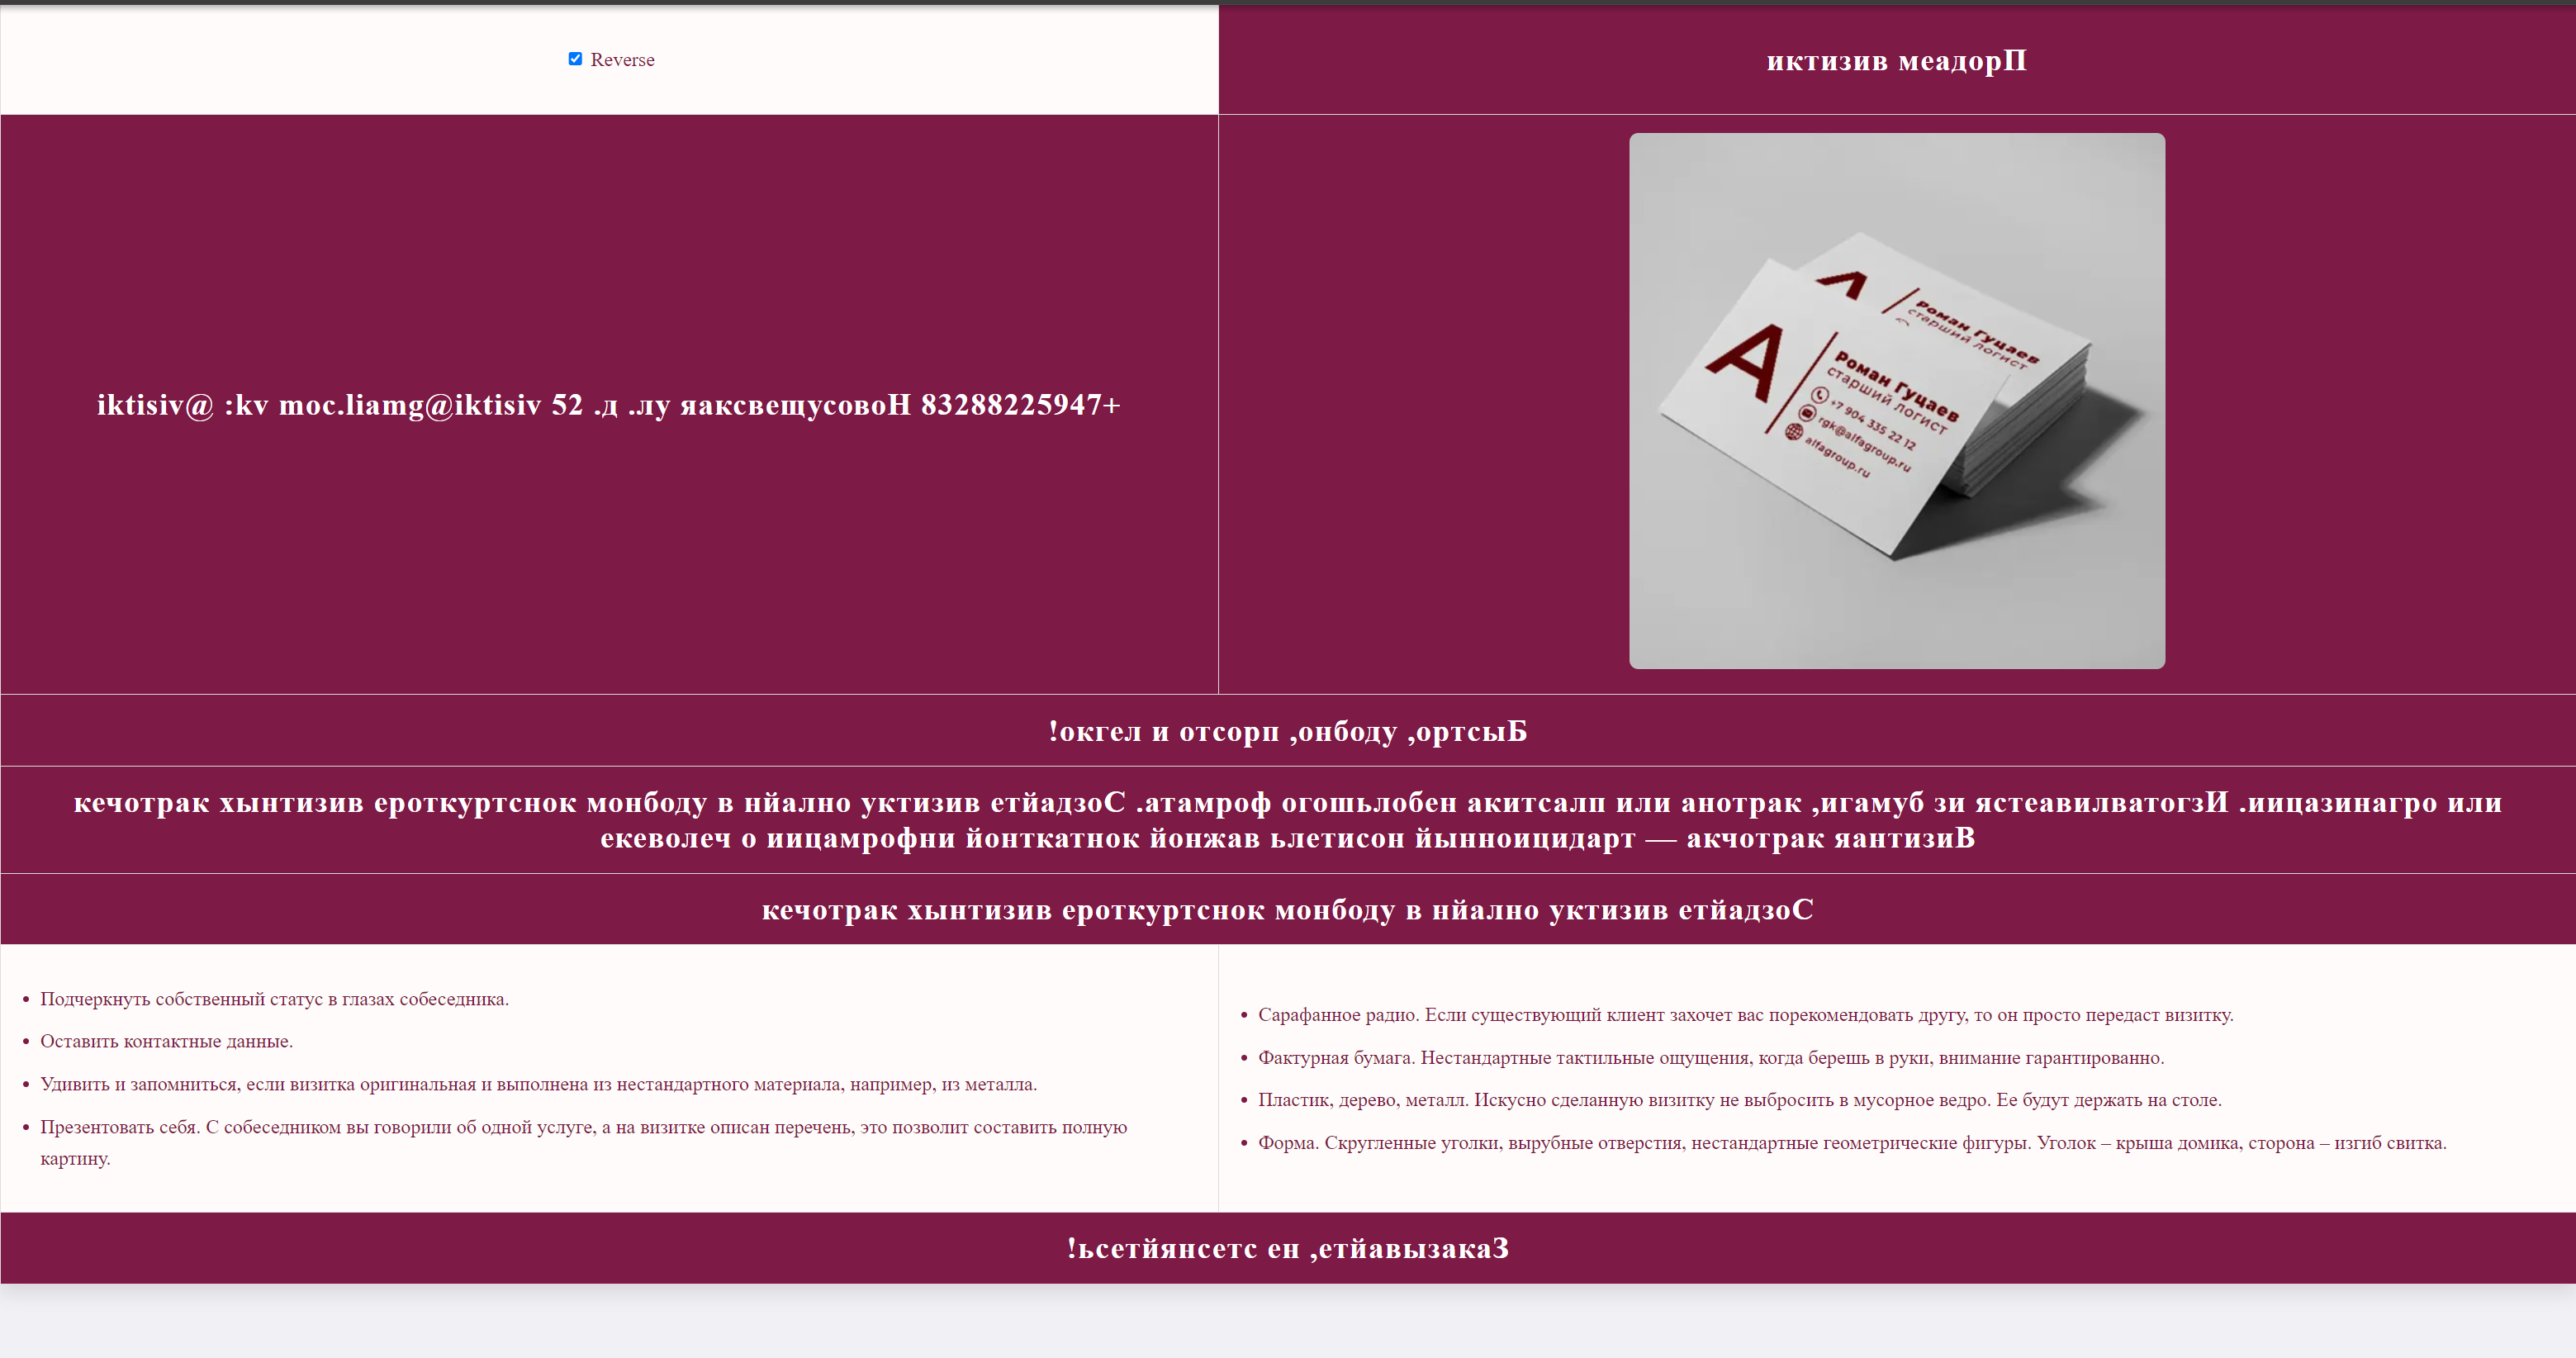 Reverse
иктизив меадорП
iktisiv@ :kv moc.liamg@iktisiv 52 .д .лу яаксвещусовоН 83288225947+
А
Роман Гуцаев
старший логист
А
Роман Гуцаев
старший логист
+7 904 335 22 12
rgk@alfagroup.ru
alfagroup.ru
!окгел и отсорп ,онбоду ,ортсыБ
кечотрак хынтизив ероткуртснок монбоду в нйално уктизив етйадзоС .атамроф огошьлобен акитсалп или анотрак ,игамуб зи ястеавилватогзИ .иицазинагро или
екеволеч о иицамрофни йонткатнок йонжав ьлетисон йынноицидарт — акчотрак яантизиВ
кечотрак хынтизив ероткуртснок монбоду в нйално уктизив етйадзоС
• Подчеркнуть собственный статус в глазах собеседника.
• Оставить контактные данные.
• Удивить и запомниться, если визитка оригинальная и выполнена из нестандартного материала, например, из металла.
• Презентовать себя. С собеседником вы говорили об одной услуге, а на визитке описан перечень, это позволит составить полную
картину.
• Сарафанное радио. Если существующий клиент захочет вас порекомендовать другу, то он просто передаст визитку.
• Фактурная бумага. Нестандартные тактильные ощущения, когда берешь в руки, внимание гарантированно.
• Пластик, дерево, металл. Искусно сделанную визитку не выбросить в мусорное ведро. Ее будут держать на столе.
• Форма. Скругленные уголки, вырубные отверстия, нестандартные геометрические фигуры. Уголок – крыша домика, сторона – изгиб свитка.
!ьсетйянсетс ен ,етйавызакаЗ